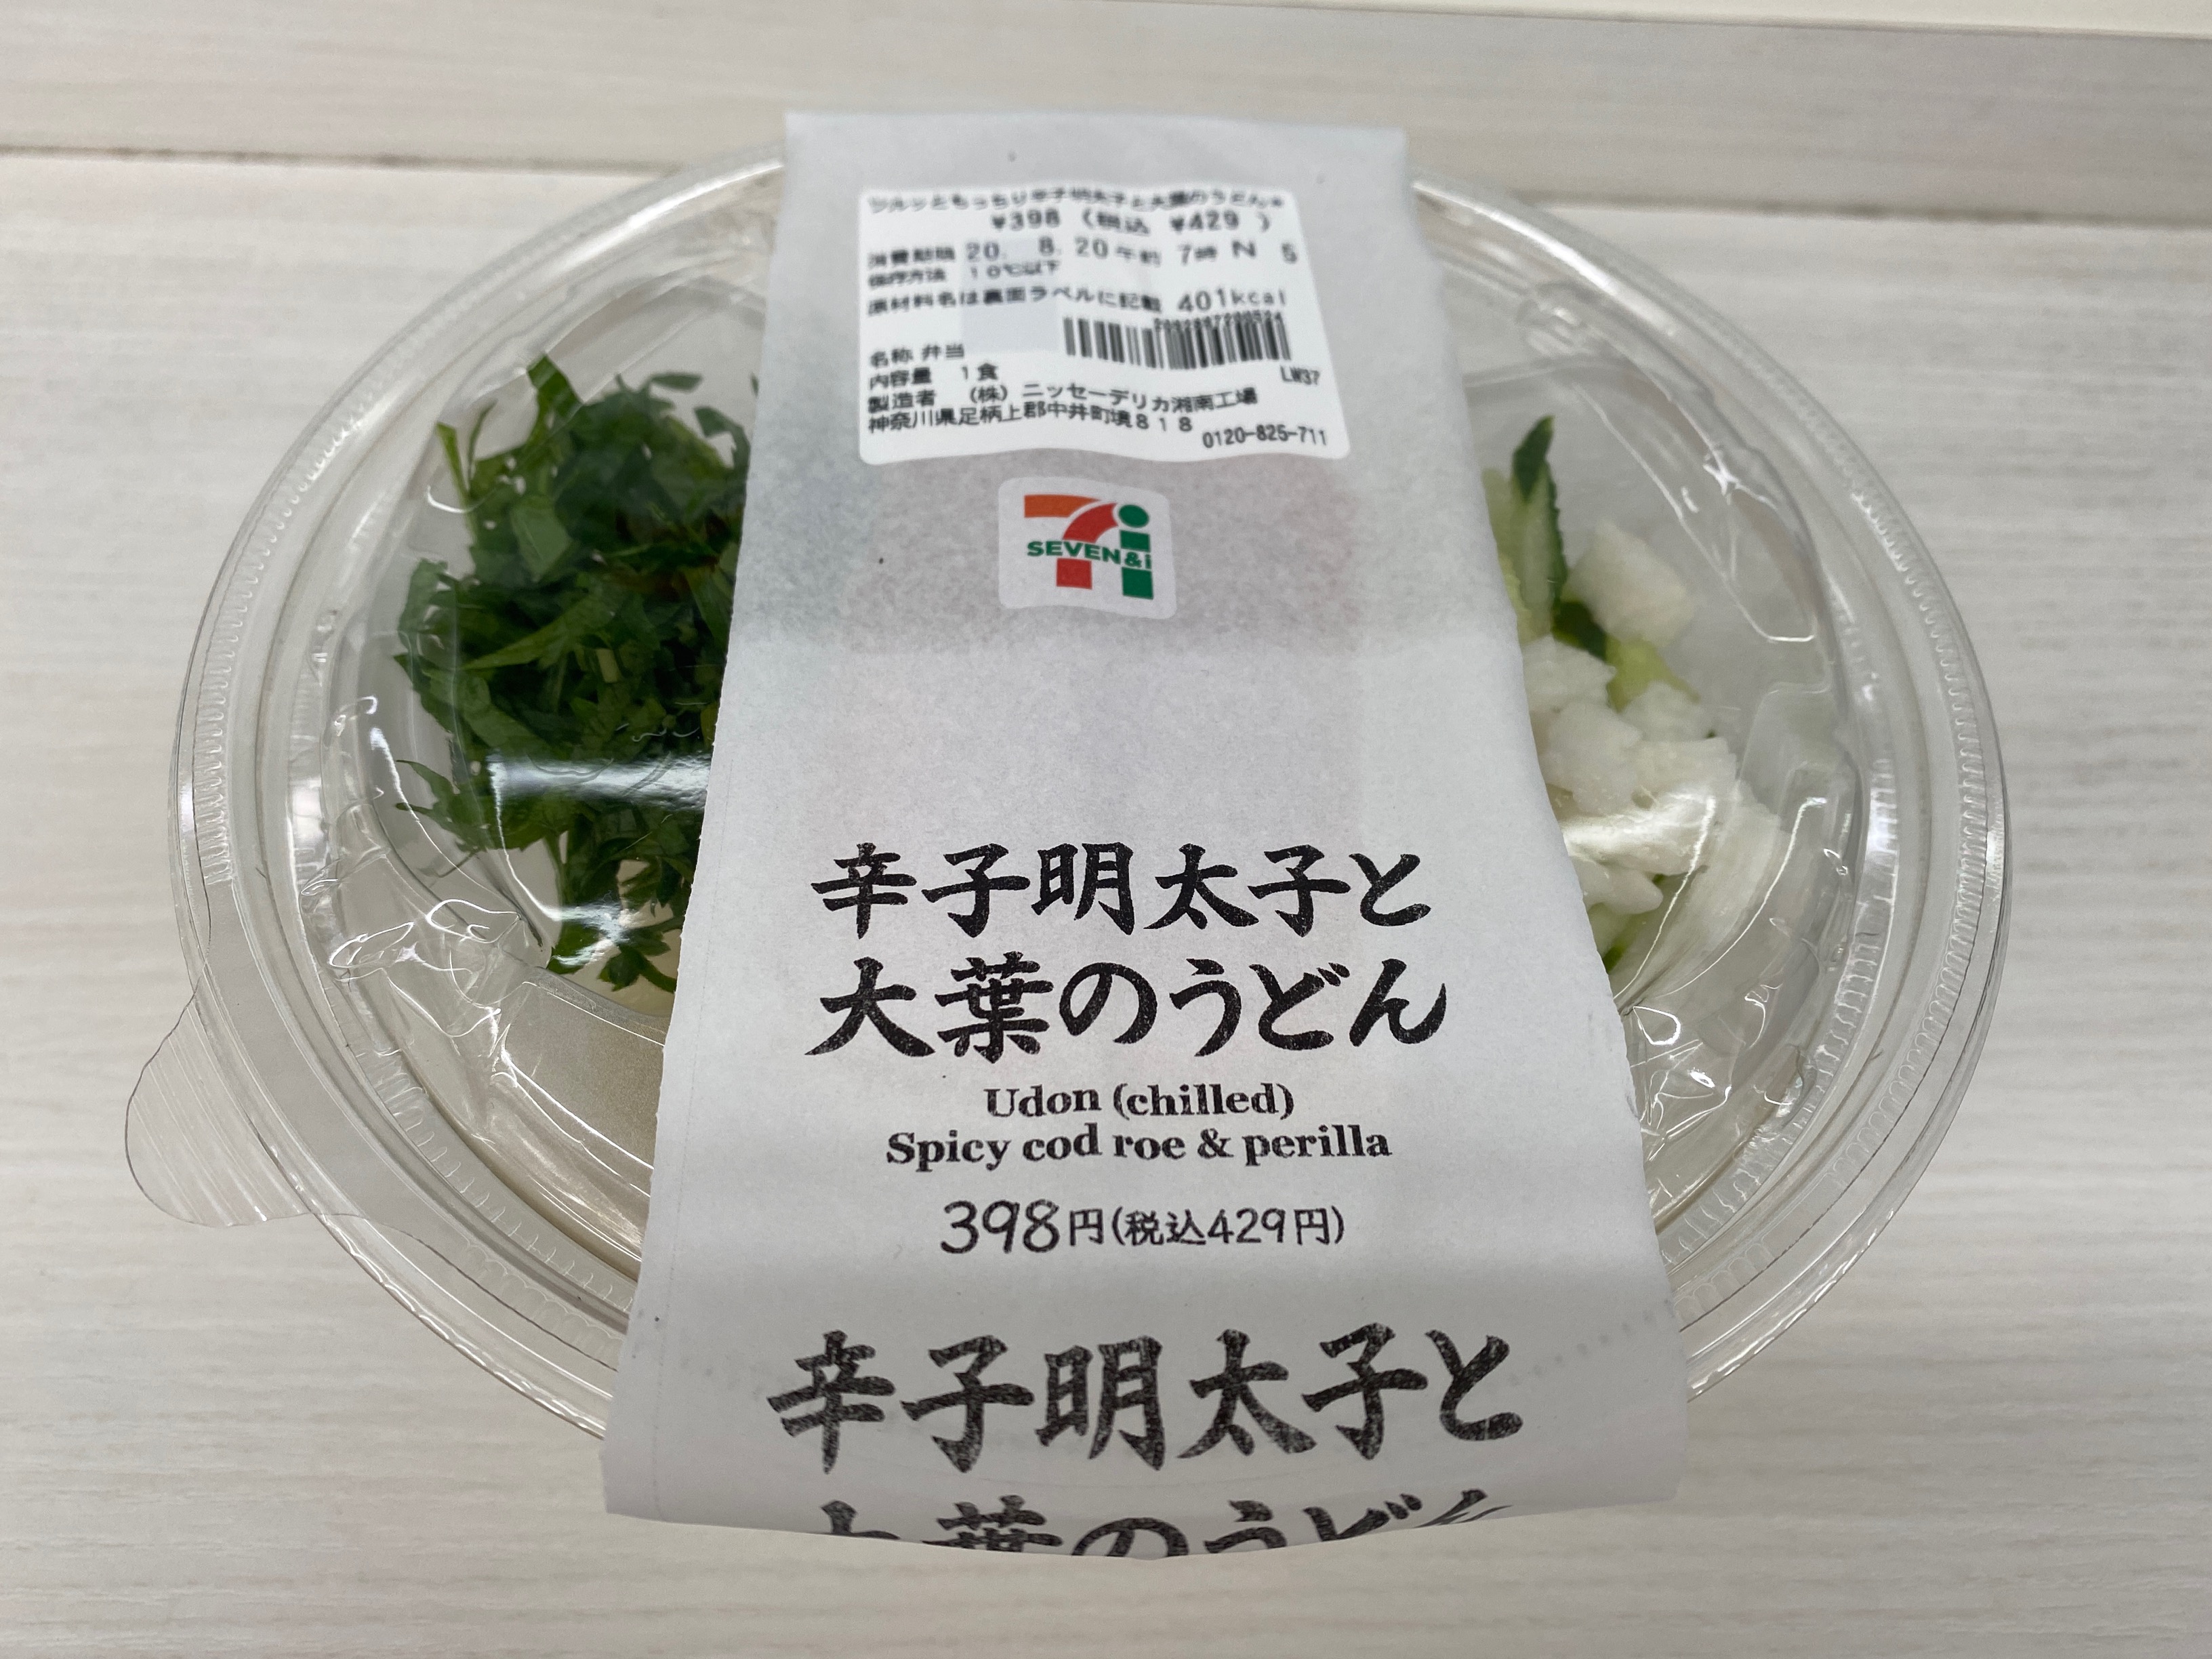 ツルッともっちり辛子明太子と大葉のうどん
¥398 (税込 ¥429 )
消費期限 20. 8. 20 午前 7時 N 5
保存方法 10℃以下
原材料名は裏面ラベルに記載 401kcal
名称 弁当
内容量 1食
LW37
製造者 (株) ニッセーデリカ湘南工場
神奈川県足柄上郡中井町境818
0120-825-711
SEVEN&i
辛子明太子と
大葉のうどん
Udon (chilled)
Spicy cod roe & perilla
398円(税込429円)
辛子明太子と
大葉のうどん